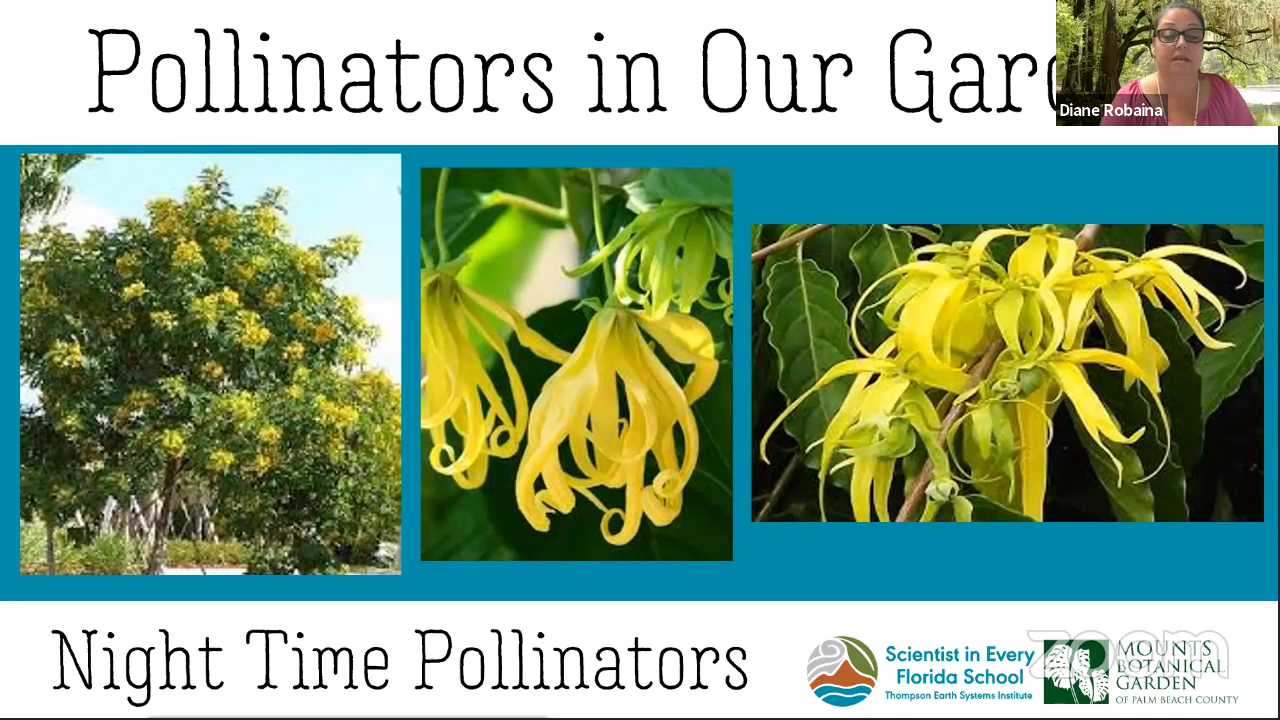 Pollinators in Our Gard
Diane Robaina
Night Time Pollinators
Scientist in Every
Florida School
Thompson Earth Systems Institute
zoom
MOUNTS
BOTANICAL
GARDEN
OF PALM BEACH COUNTY